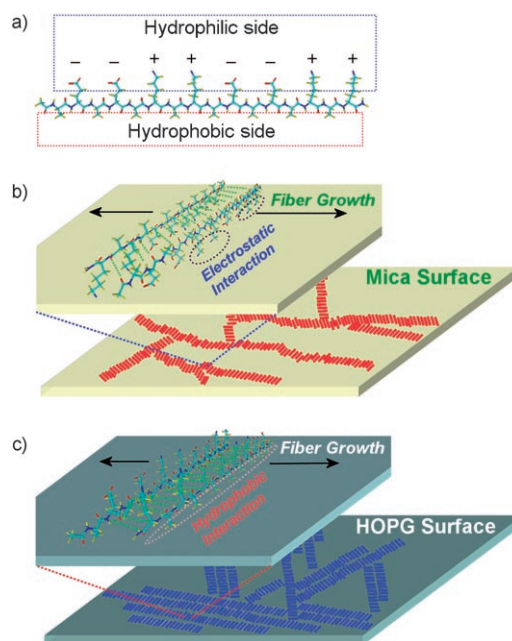 a)
Hydrophilic side
− − + + − − + +
Hydrophobic side
b)
Fiber Growth
Electrostatic
Interaction
Mica Surface
c)
Fiber Growth
Hydrophobic
Interaction
HOPG Surface